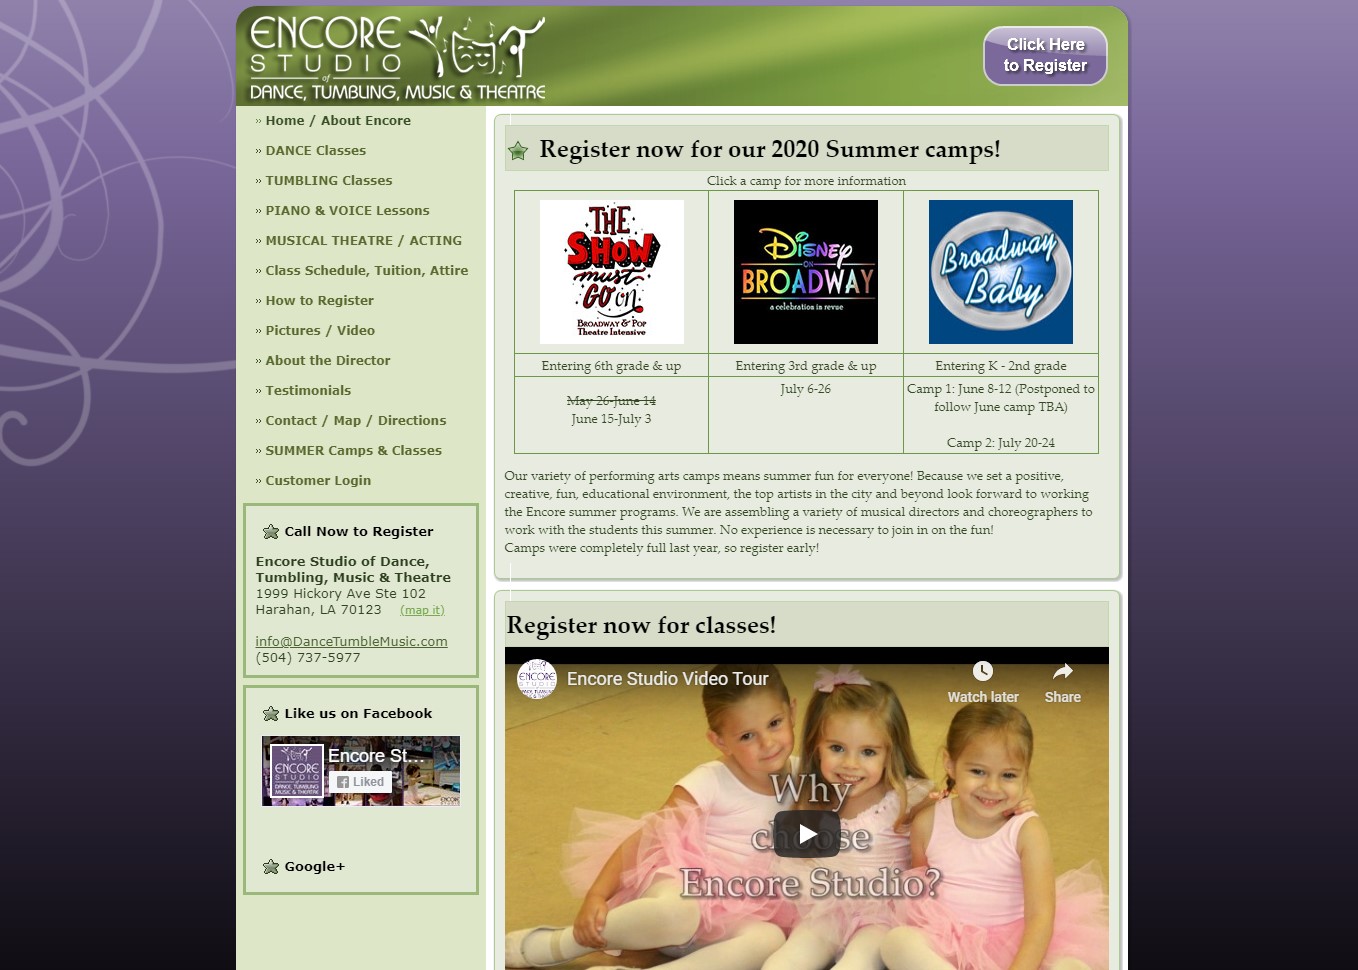 ENCORE
STUDIO
of
DANCE, TUMBLING, MUSIC & THEATRE
Click Here
to Register
» Home / About Encore
» DANCE Classes
» TUMBLING Classes
» PIANO & VOICE Lessons
» MUSICAL THEATRE / ACTING
» Class Schedule, Tuition, Attire
» How to Register
» Pictures / Video
» About the Director
» Testimonials
» Contact / Map / Directions
» SUMMER Camps & Classes
» Customer Login
Call Now to Register
Encore Studio of Dance,
Tumbling, Music & Theatre
1999 Hickory Ave Ste 102
Harahan, LA 70123 (map it)
info@DanceTumbleMusic.com
(504) 737-5977
Like us on Facebook
ENCORE
STUDIO
DANCE, TUMBLING
MUSIC & THEATRE
Encore St...
Liked
Google+
Register now for our 2020 Summer camps!
Click a camp for more information
THE
SHOW
must
GO on
BROADWAY & POP
Theatre Intensive
Disney
ON
BROADWAY
a celebration in revue
Broadway
Baby
Entering 6th grade & up
Entering 3rd grade & up
Entering K - 2nd grade
May 26-June 14
June 15-July 3
July 6-26
Camp 1: June 8-12 (Postponed to
follow June camp TBA)
Camp 2: July 20-24
Our variety of performing arts camps means summer fun for everyone! Because we set a positive,
creative, fun, educational environment, the top artists in the city and beyond look forward to working
the Encore summer programs. We are assembling a variety of musical directors and choreographers to
work with the students this summer. No experience is necessary to join in on the fun!
Camps were completely full last year, so register early!
Register now for classes!
ENCORE
STUDIO
Encore Studio Video Tour
Watch later
Share
Why
choose
Encore Studio?